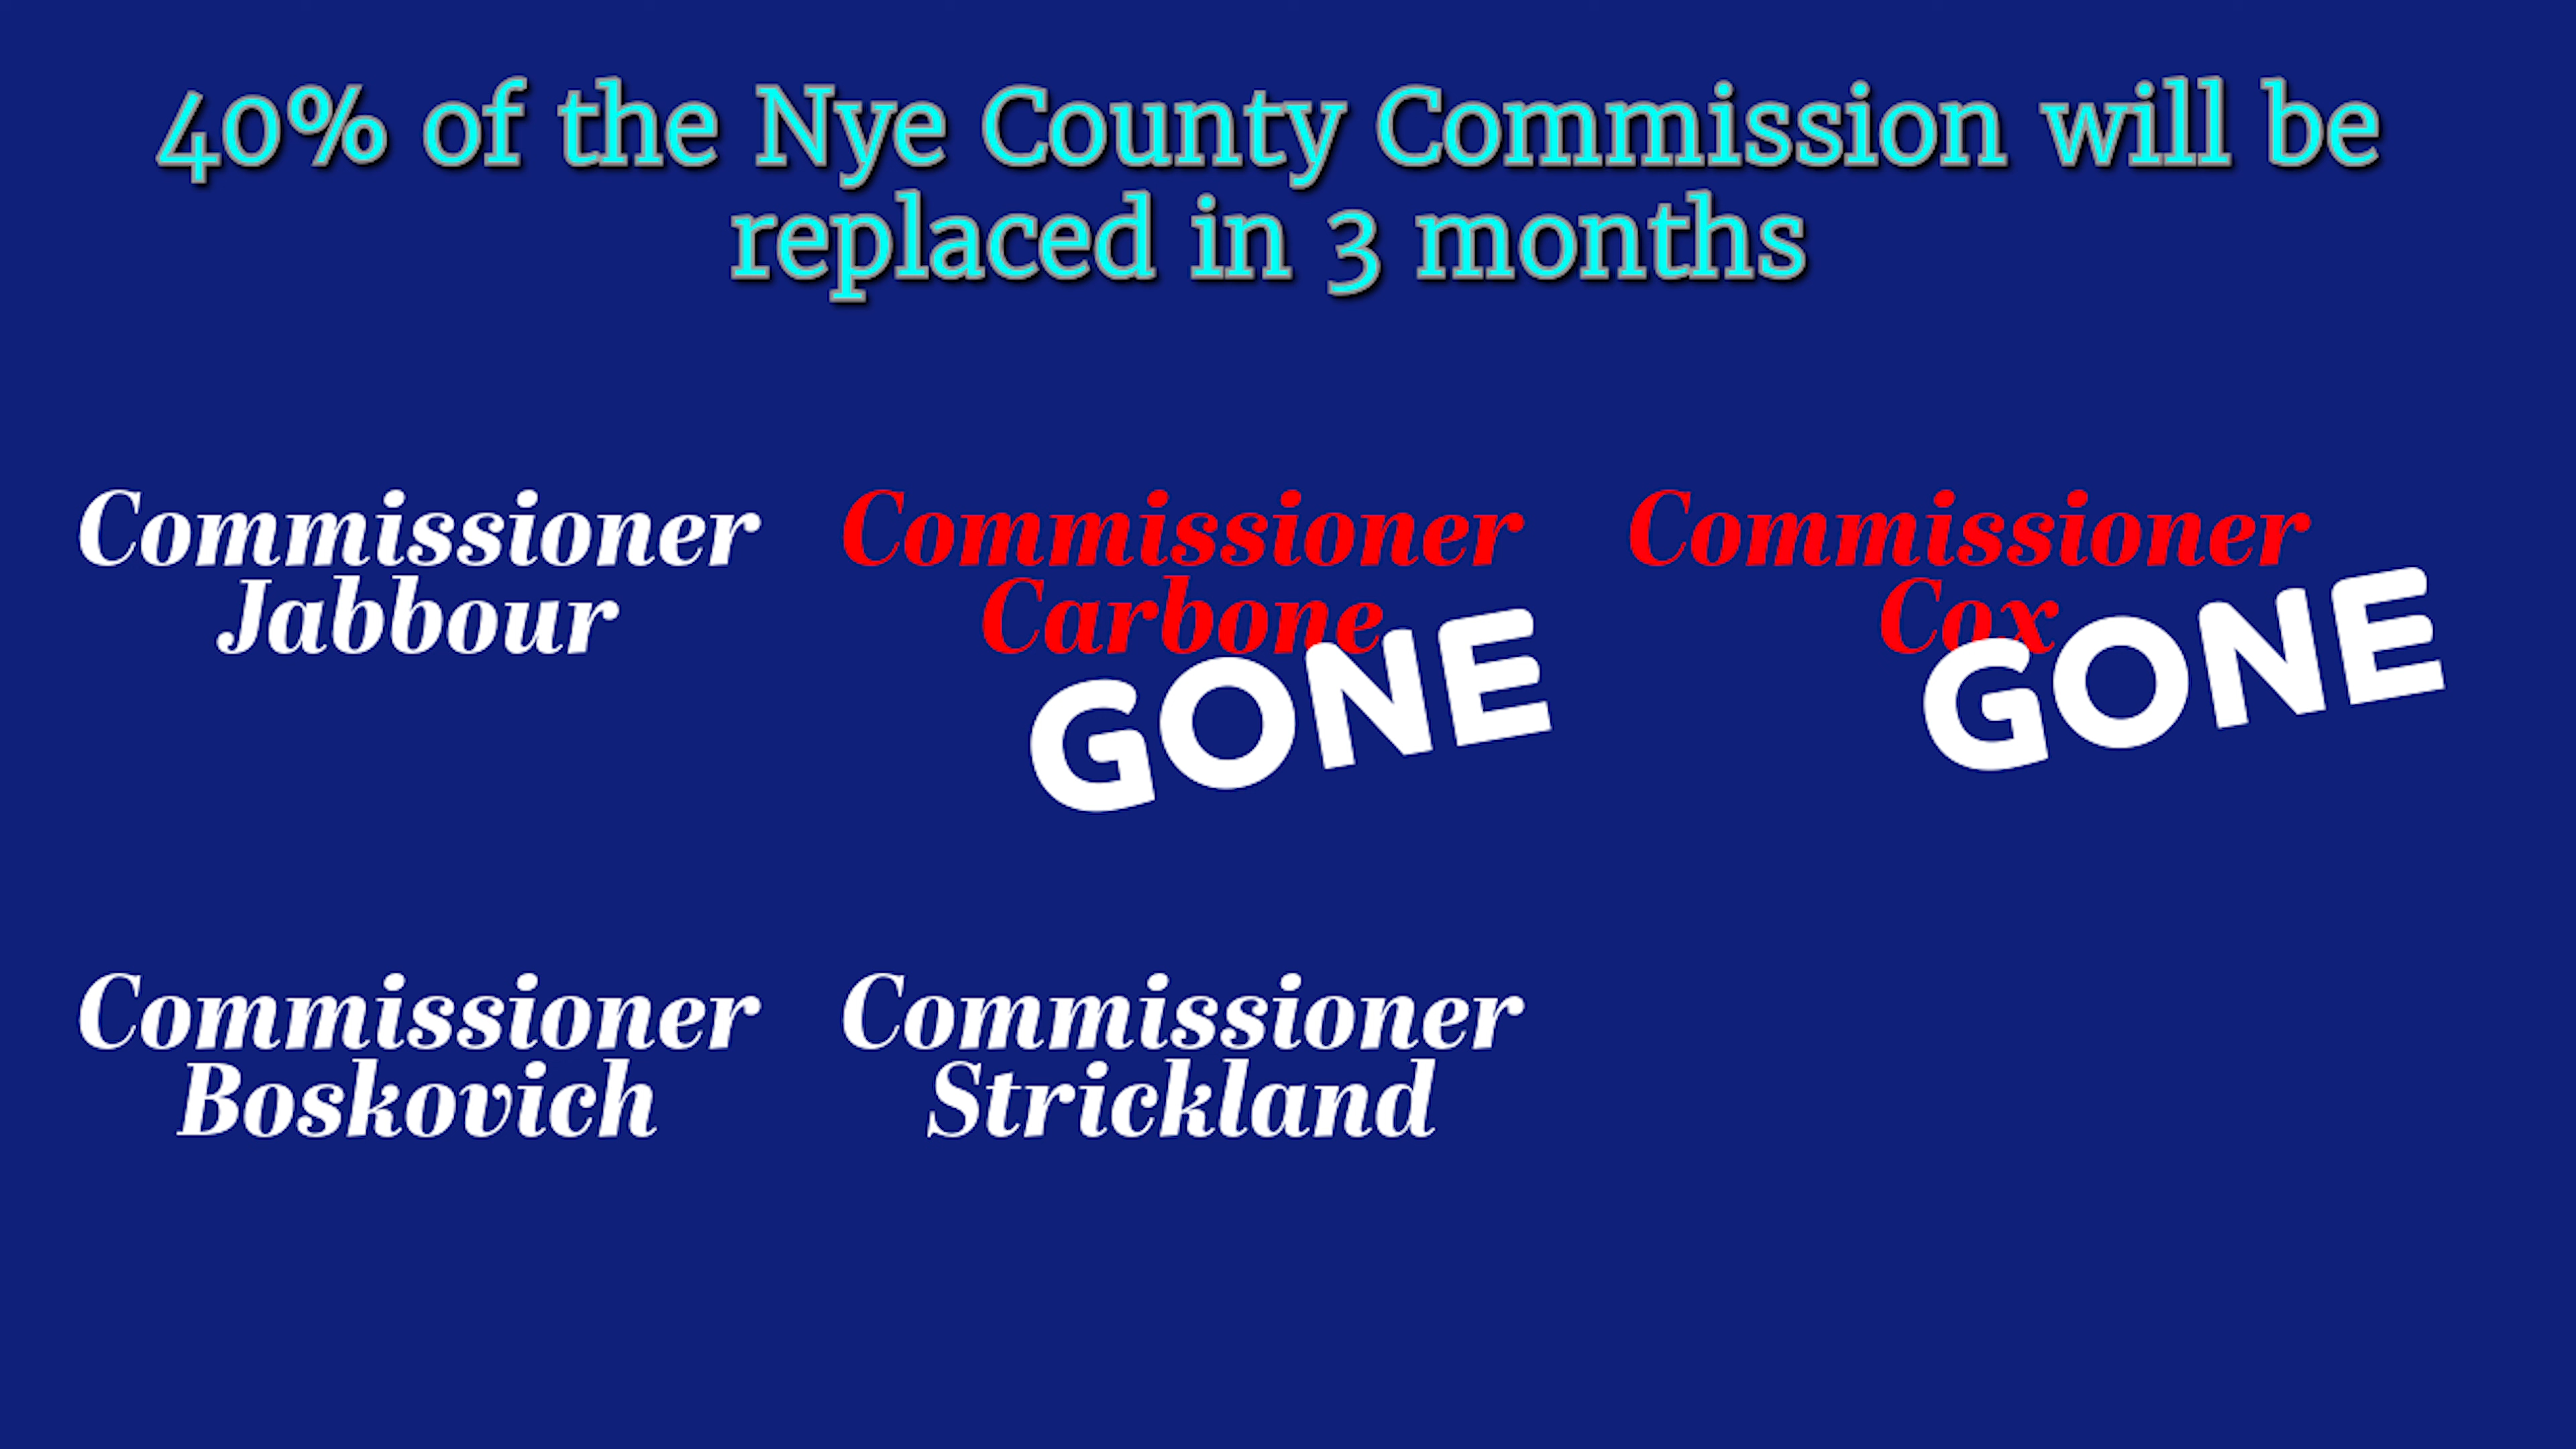 40% of the Nye County Commission will be
replaced in 3 months
Commissioner
Jabbour
Commissioner
Carbone
GONE
Commissioner
Cox
GONE
Commissioner
Boskovich
Commissioner
Strickland